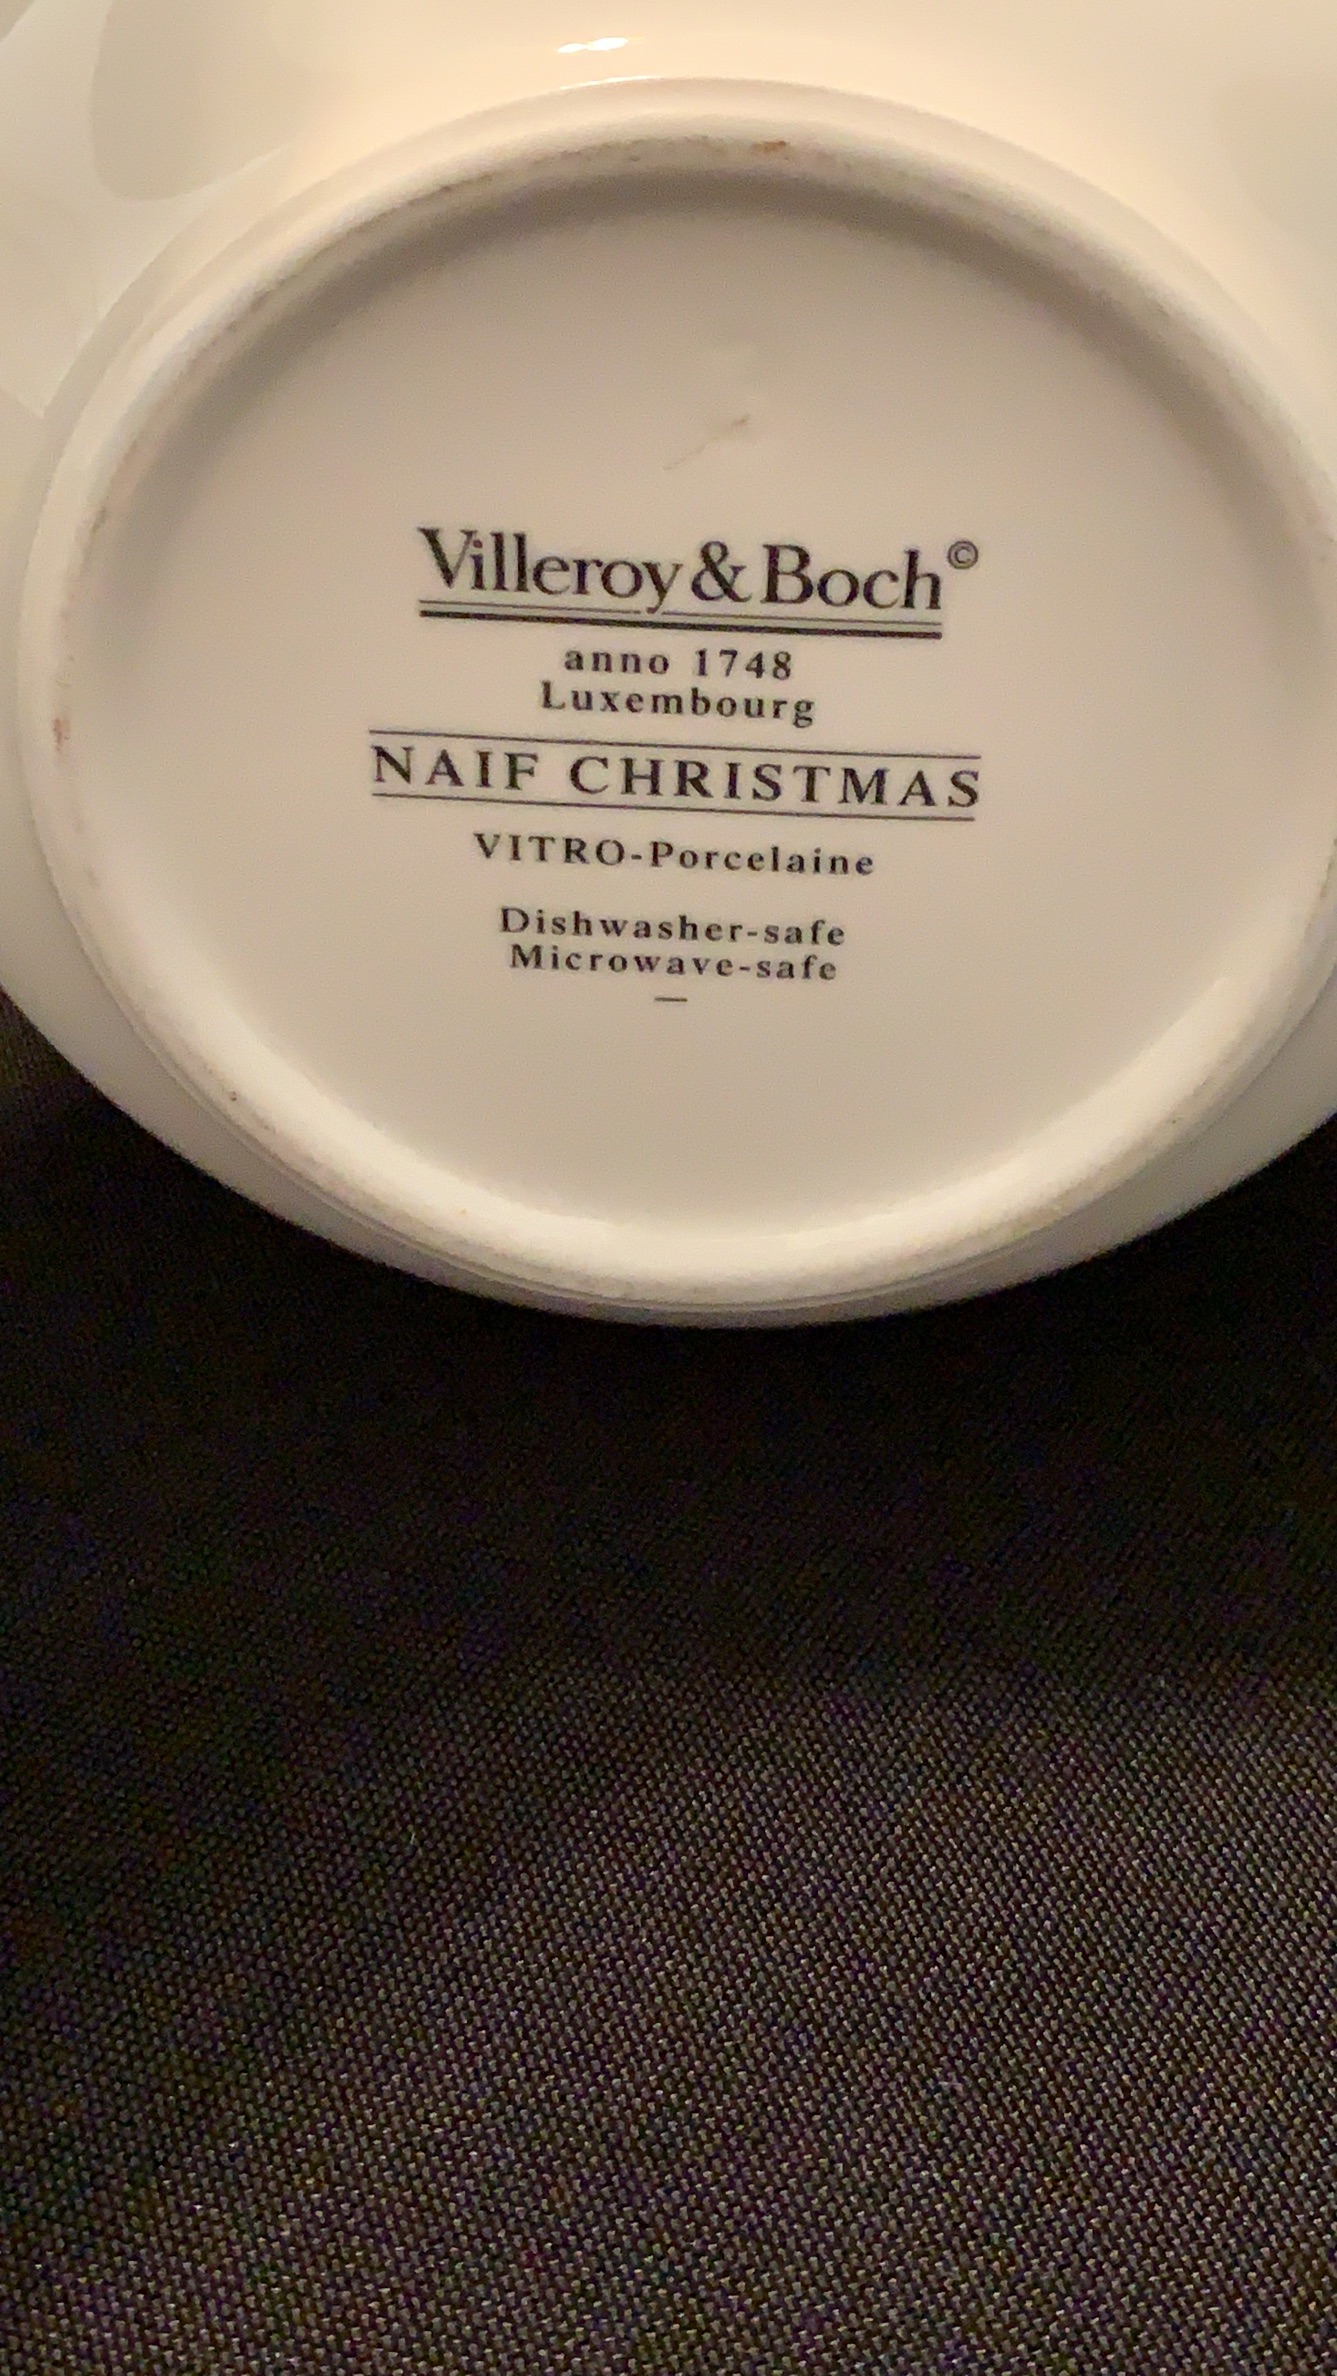 Villeroy & Boch©
anno 1748
Luxembourg
NAIF CHRISTMAS
VITRO-Porcelaine
Dishwasher-safe
Microwave-safe